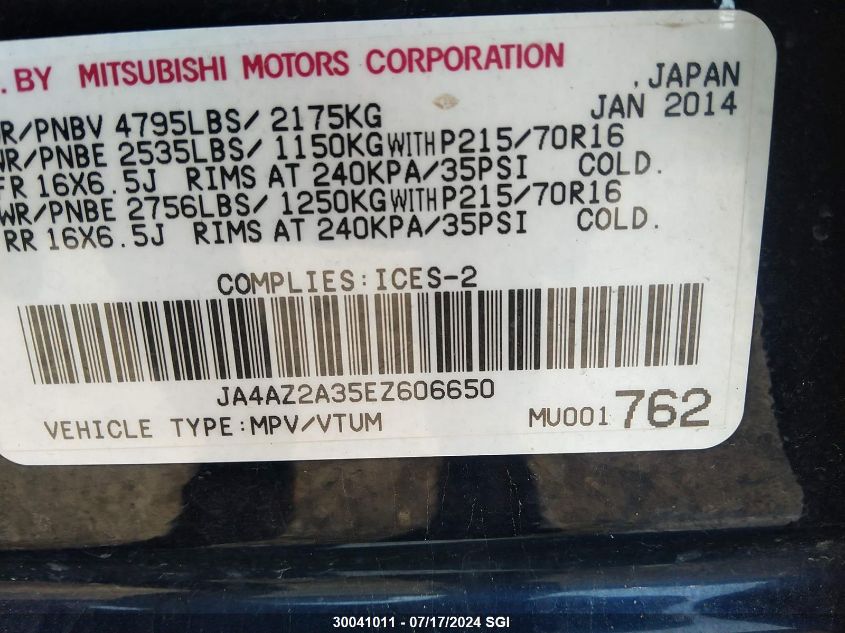 . BY MITSUBISHI MOTORS CORPORATION
, JAPAN
JAN 2014
R/PNBV 4795LBS/ 2175KG
WR/PNBE 2535LBS/ 1150KG WITH P215/70R16
FR 16X6.5J RIMS AT 240KPA/35PSI COLD.
WR/PNBE 2756LBS/ 1250KG WITH P215/70R16
RR 16X6.5J RIMS AT 240KPA/35PSI COLD.
COMPLIES:ICES-2
JA4AZ2A35EZ606650
VEHICLE TYPE:MPV/VTUM MU001 762
30041011 - 07/17/2024 SGI